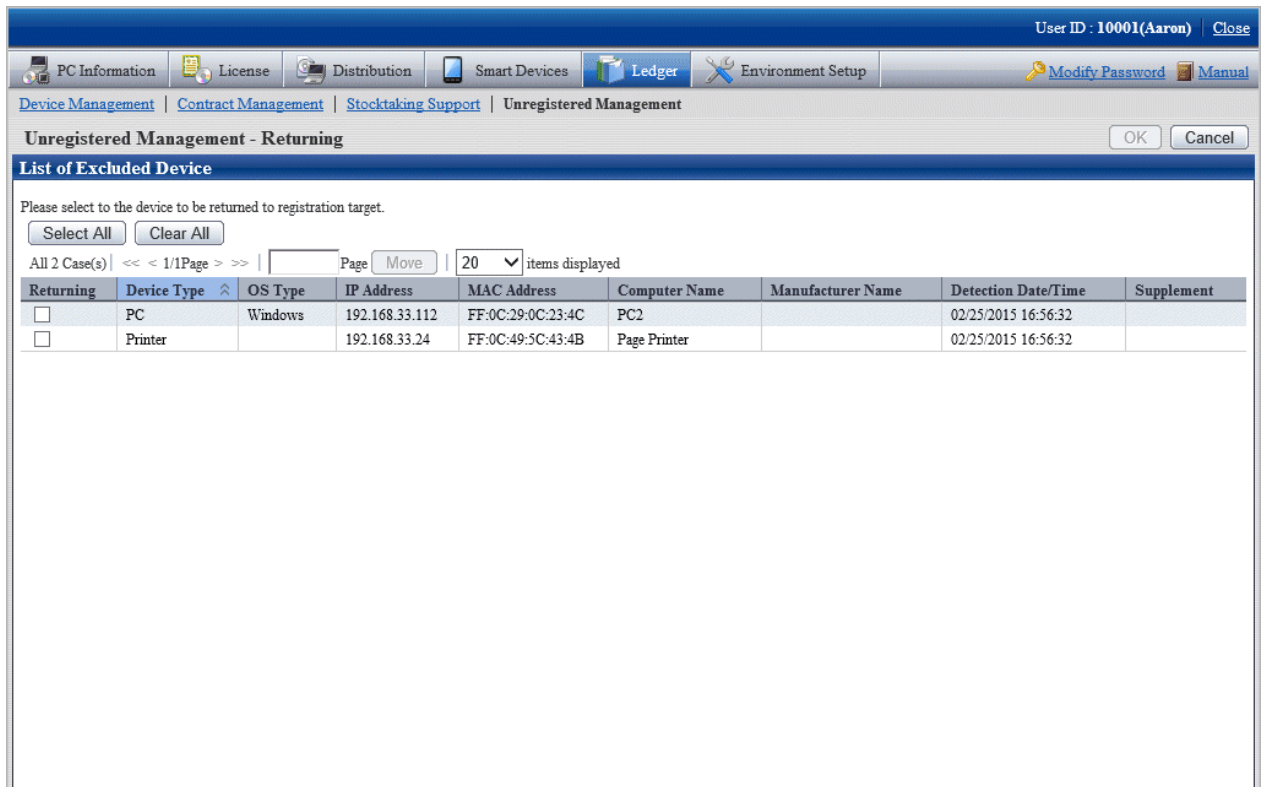 User ID : 10001(Aaron) Close
PC Information License Distribution Smart Devices Ledger Environment Setup Modify Password Manual
Device Management | Contract Management | Stocktaking Support | Unregistered Management
Unregistered Management - Returning OK Cancel
List of Excluded Device
Please select to the device to be returned to registration target.
Select All Clear All
All 2 Case(s) | << < 1/1Page > >> | Page Move | 20 items displayed
Returning Device Type OS Type IP Address MAC Address Computer Name Manufacturer Name Detection Date/Time Supplement
PC Windows 192.168.33.112 FF:0C:29:0C:23:4C PC2 02/25/2015 16:56:32
Printer 192.168.33.24 FF:0C:49:5C:43:4B Page Printer 02/25/2015 16:56:32